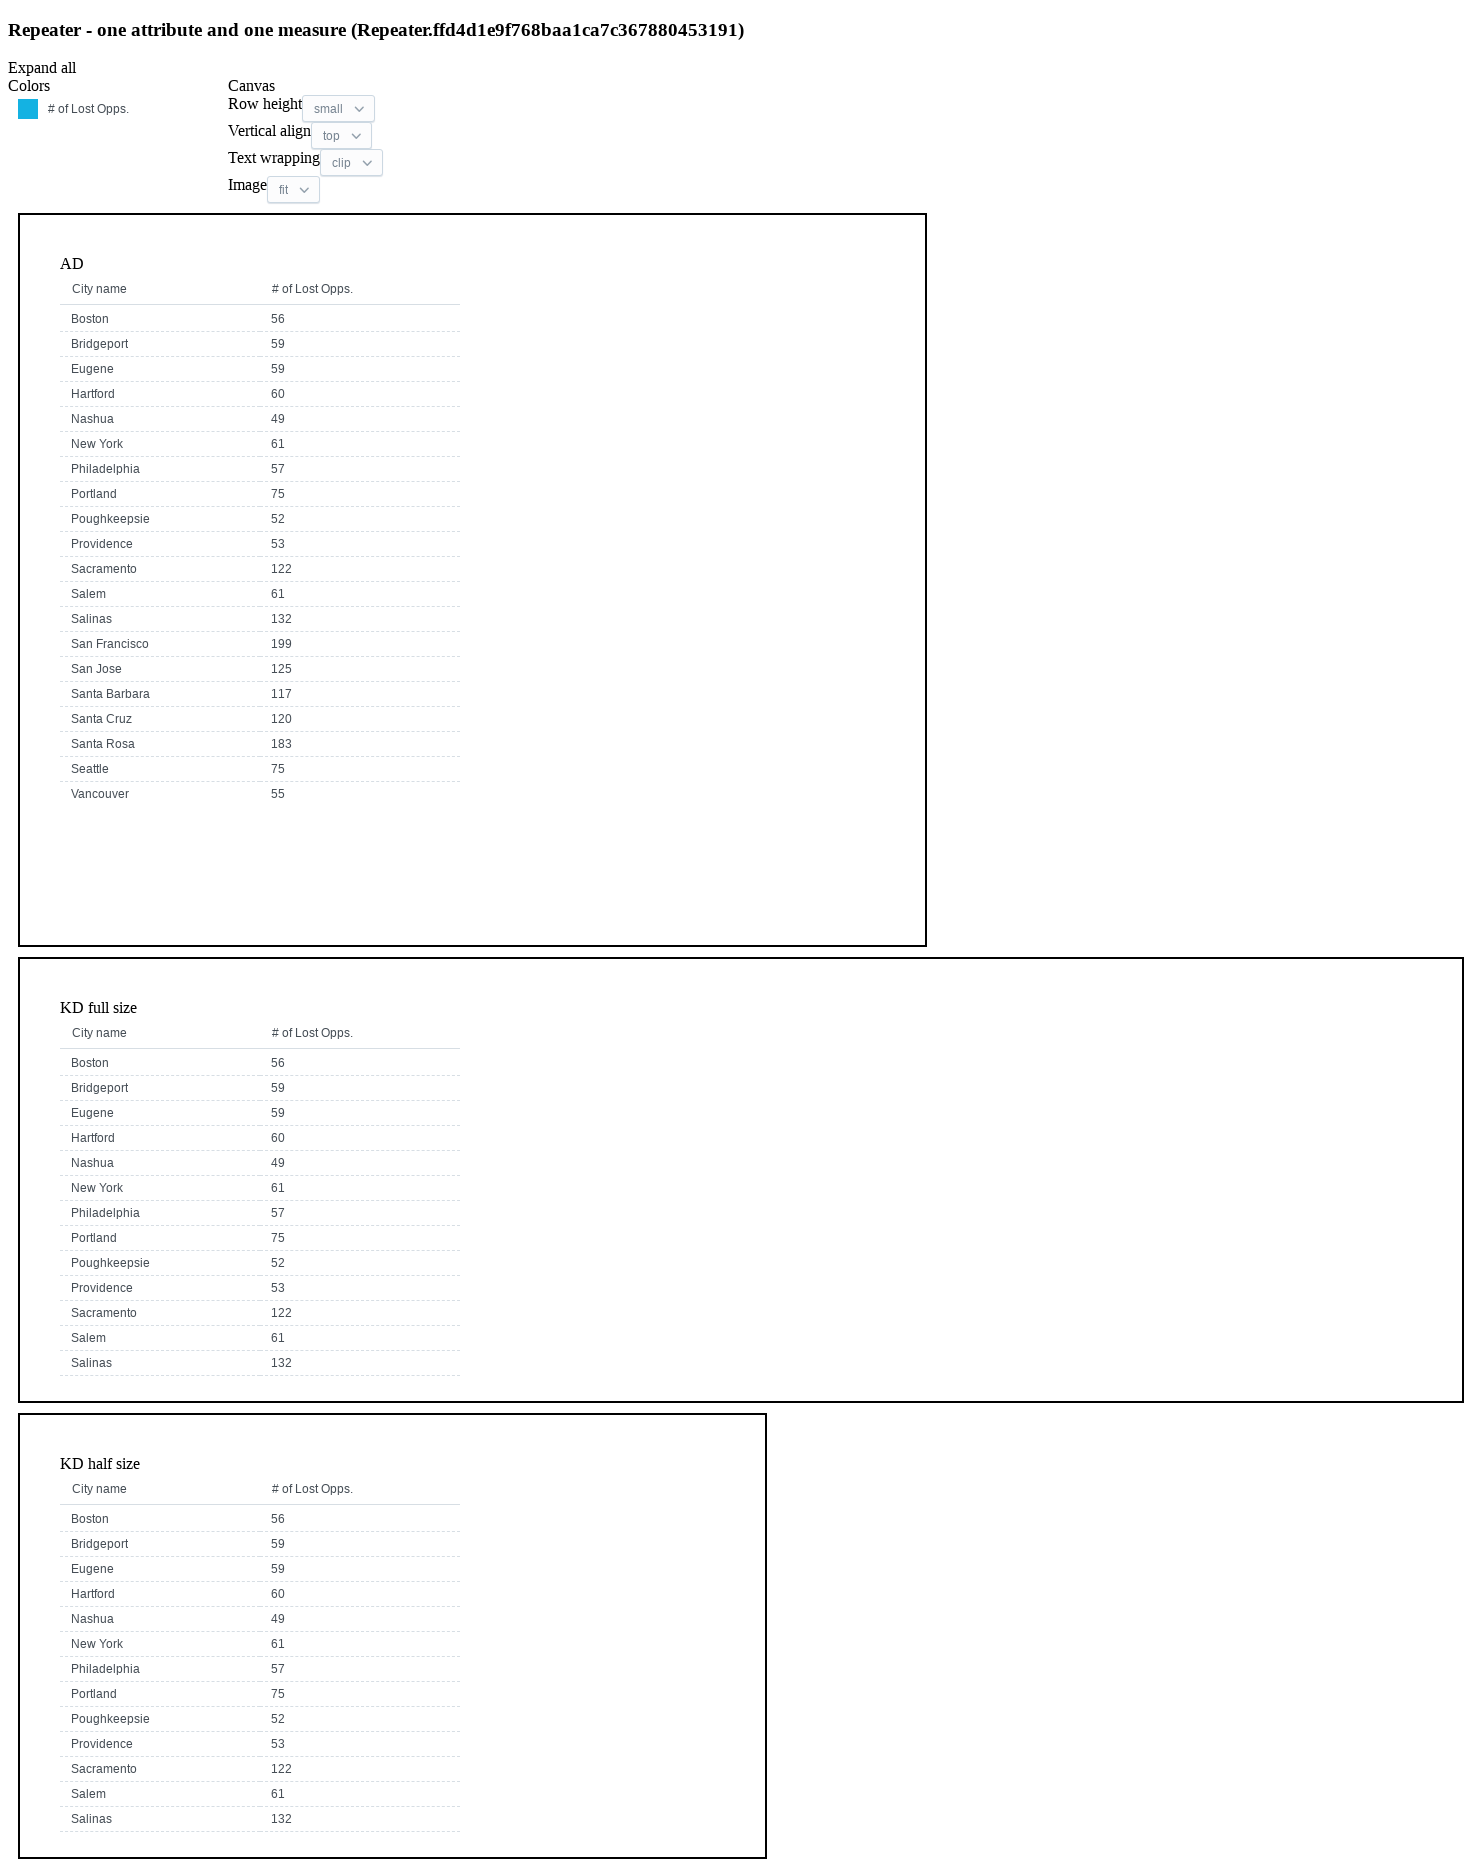 Repeater - one attribute and one measure (Repeater.ffd4d1e9f768baa1ca7c367880453191)
Expand all
Colors
# of Lost Opps.
Canvas
Row height small
Vertical align top
Text wrapping clip
Image fit
AD
City name # of Lost Opps.
Boston 56
Bridgeport 59
Eugene 59
Hartford 60
Nashua 49
New York 61
Philadelphia 57
Portland 75
Poughkeepsie 52
Providence 53
Sacramento 122
Salem 61
Salinas 132
San Francisco 199
San Jose 125
Santa Barbara 117
Santa Cruz 120
Santa Rosa 183
Seattle 75
Vancouver 55
KD full size
City name # of Lost Opps.
Boston 56
Bridgeport 59
Eugene 59
Hartford 60
Nashua 49
New York 61
Philadelphia 57
Portland 75
Poughkeepsie 52
Providence 53
Sacramento 122
Salem 61
Salinas 132
KD half size
City name # of Lost Opps.
Boston 56
Bridgeport 59
Eugene 59
Hartford 60
Nashua 49
New York 61
Philadelphia 57
Portland 75
Poughkeepsie 52
Providence 53
Sacramento 122
Salem 61
Salinas 132